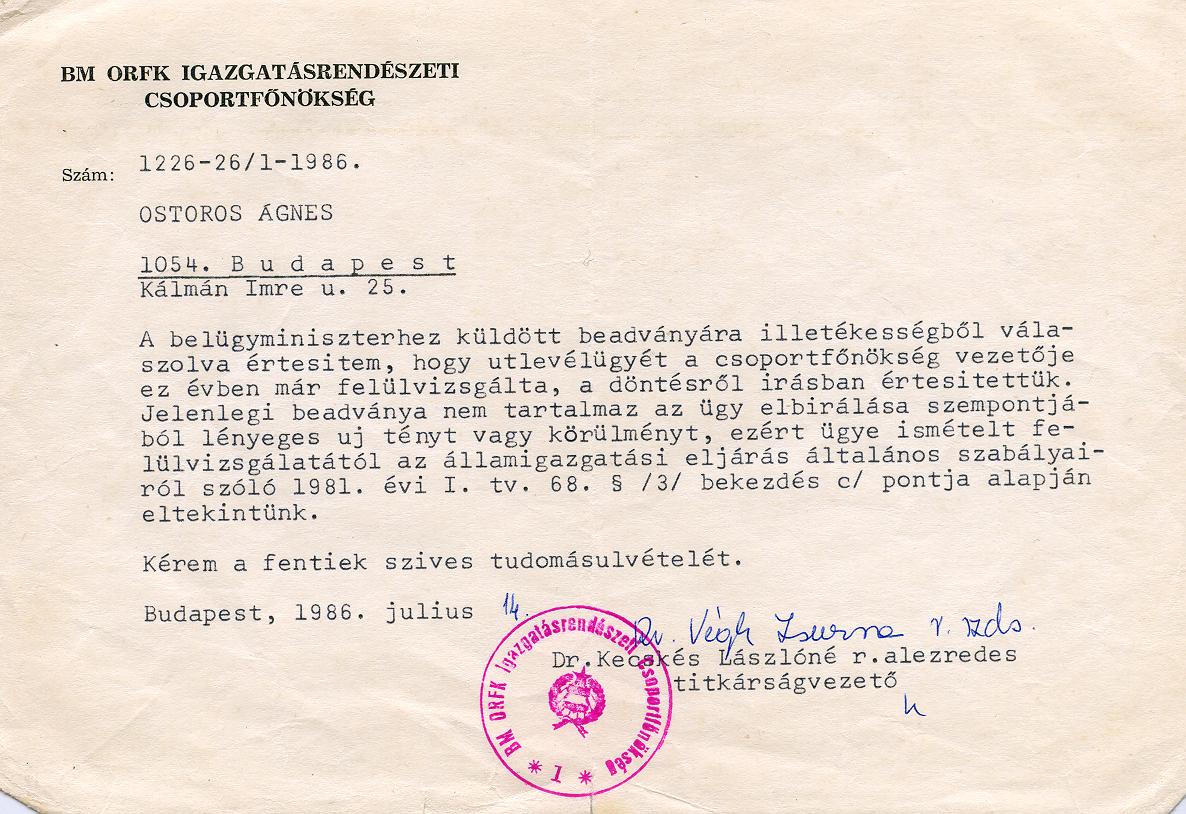 BM ORFK IGAZGATÁSRENDÉSZETI
CSOPORTFŐNÖKSÉG
Szám: 1226-26/1-1986.
OSTOROS ÁGNES
1054. B u d a p e s t
Kálmán Imre u. 25.
A belügyminiszterhez küldött beadványára illetékességből vála-
szolva értesitem, hogy utlevélügyét a csoportfőnökség vezetője
ez évben már felülvizsgálta, a döntésről irásban értesitettük.
Jelenlegi beadványa nem tartalmaz az ügy elbirálása szempontjá-
ból lényeges uj tényt vagy körülményt, ezért ügye ismételt fe-
lülvizsgálatától az államigazgatási eljárás általános szabályai-
ról szóló 1981. évi I. tv. 68. § /3/ bekezdés c/ pontja alapján
eltekintünk.
Kérem a fentiek szives tudomásulvételét.
Budapest, 1986. julius 14.
Dr. Végh Zsuzsa r. szds.
Dr.Kecskés Lászlóné r.alezredes
titkárságvezető
h
BM ORFK Igazgatásrendészeti Csoportfőnökség
* 1 *